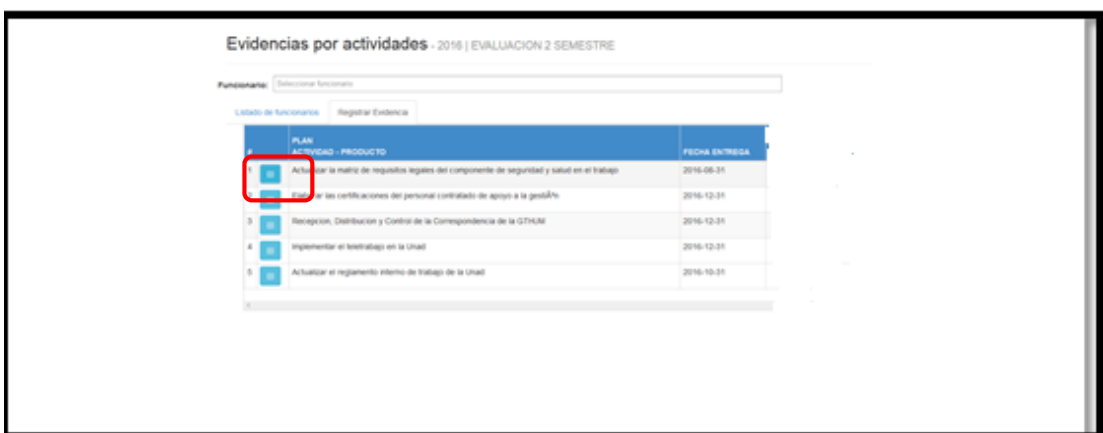 Evidencias por actividades - 2016 | EVALUACION 2 SEMESTRE
Funcionario: Seleccionar funcionario
Listado de funcionarios Registrar Evidencia
PLAN
# ACTIVIDAD - PRODUCTO FECHA ENTREGA
1 Actualizar la matriz de requisitos legales del componente de seguridad y salud en el trabajo 2016-08-31
2 Elaborar las certificaciones del personal contratado de apoyo a la gestiÃ³n 2016-12-31
3 Recepcion, Distribucion y Control de la Correspondencia de la GTHUM 2016-12-31
4 Implementar el teletrabajo en la Unad 2016-12-31
5 Actualizar el reglamento interno de trabajo de la Unad 2016-10-31